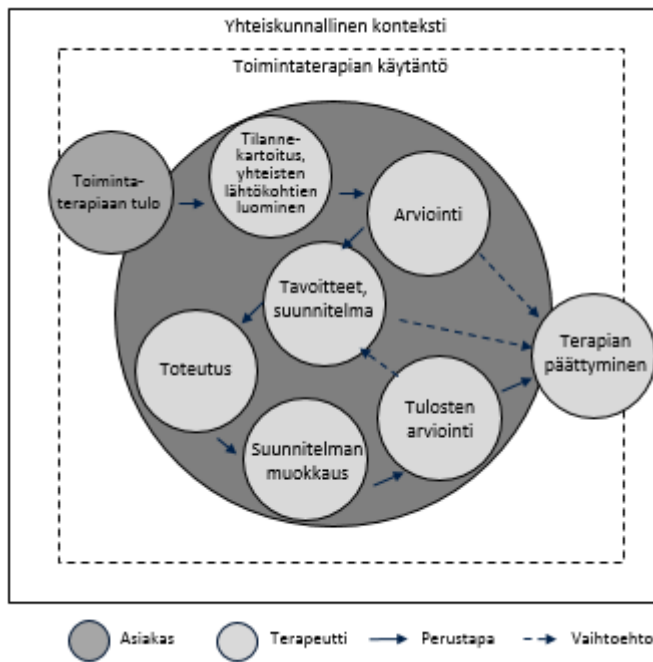 Yhteiskunnallinen konteksti
Toimintaterapian käytäntö
Toiminta-
terapiaan tulo
Tilanne-
kartoitus,
yhteisten
lähtökohtien
luominen
Arviointi
Tavoitteet,
suunnitelma
Toteutus
Suunnitelman
muokkaus
Tulosten
arviointi
Terapian
päättyminen
Asiakas
Terapeutti
Perustapa
Vaihtoehto